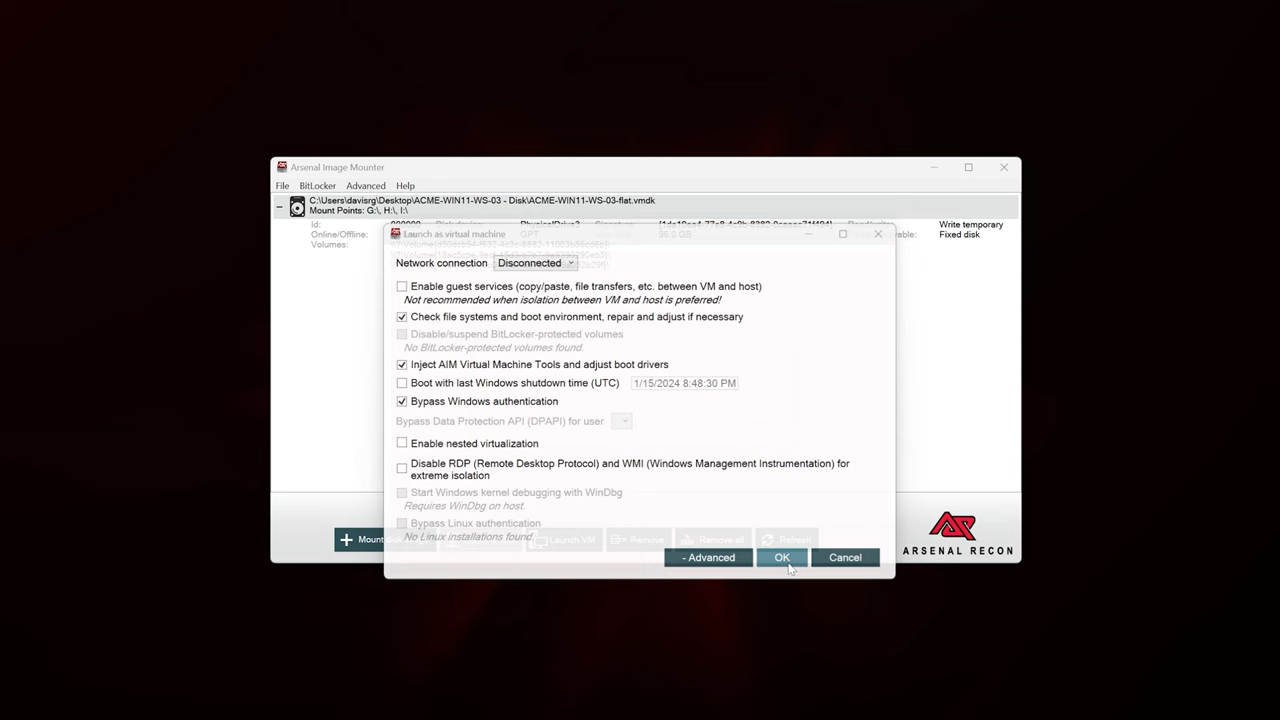 Arsenal Image Mounter
File BitLocker Advanced Help
C:\Users\davisrg\Desktop\ACME-WIN11-WS-03 - Disk\ACME-WIN11-WS-03-flat.vmdk
Mount Points: G:\, H:\, I:\
Id: Write temporary
Online/Offline: GPT Fixed disk
Volumes:
Launch as virtual machine
Network connection Disconnected
Enable guest services (copy/paste, file transfers, etc. between VM and host)
Not recommended when isolation between VM and host is preferred!
Check file systems and boot environment, repair and adjust if necessary
Disable/suspend BitLocker-protected volumes
No BitLocker-protected volumes found.
Inject AIM Virtual Machine Tools and adjust boot drivers
Boot with last Windows shutdown time (UTC) 1/15/2024 8:48:30 PM
Bypass Windows authentication
Bypass Data Protection API (DPAPI) for user
Enable nested virtualization
Disable RDP (Remote Desktop Protocol) and WMI (Windows Management Instrumentation) for
extreme isolation
Start Windows kernel debugging with WinDbg
Requires WinDbg on host.
Bypass Linux authentication
No Linux installations found.
Launch VM Remove Remove all Refresh
- Advanced OK Cancel
ARSENAL RECON